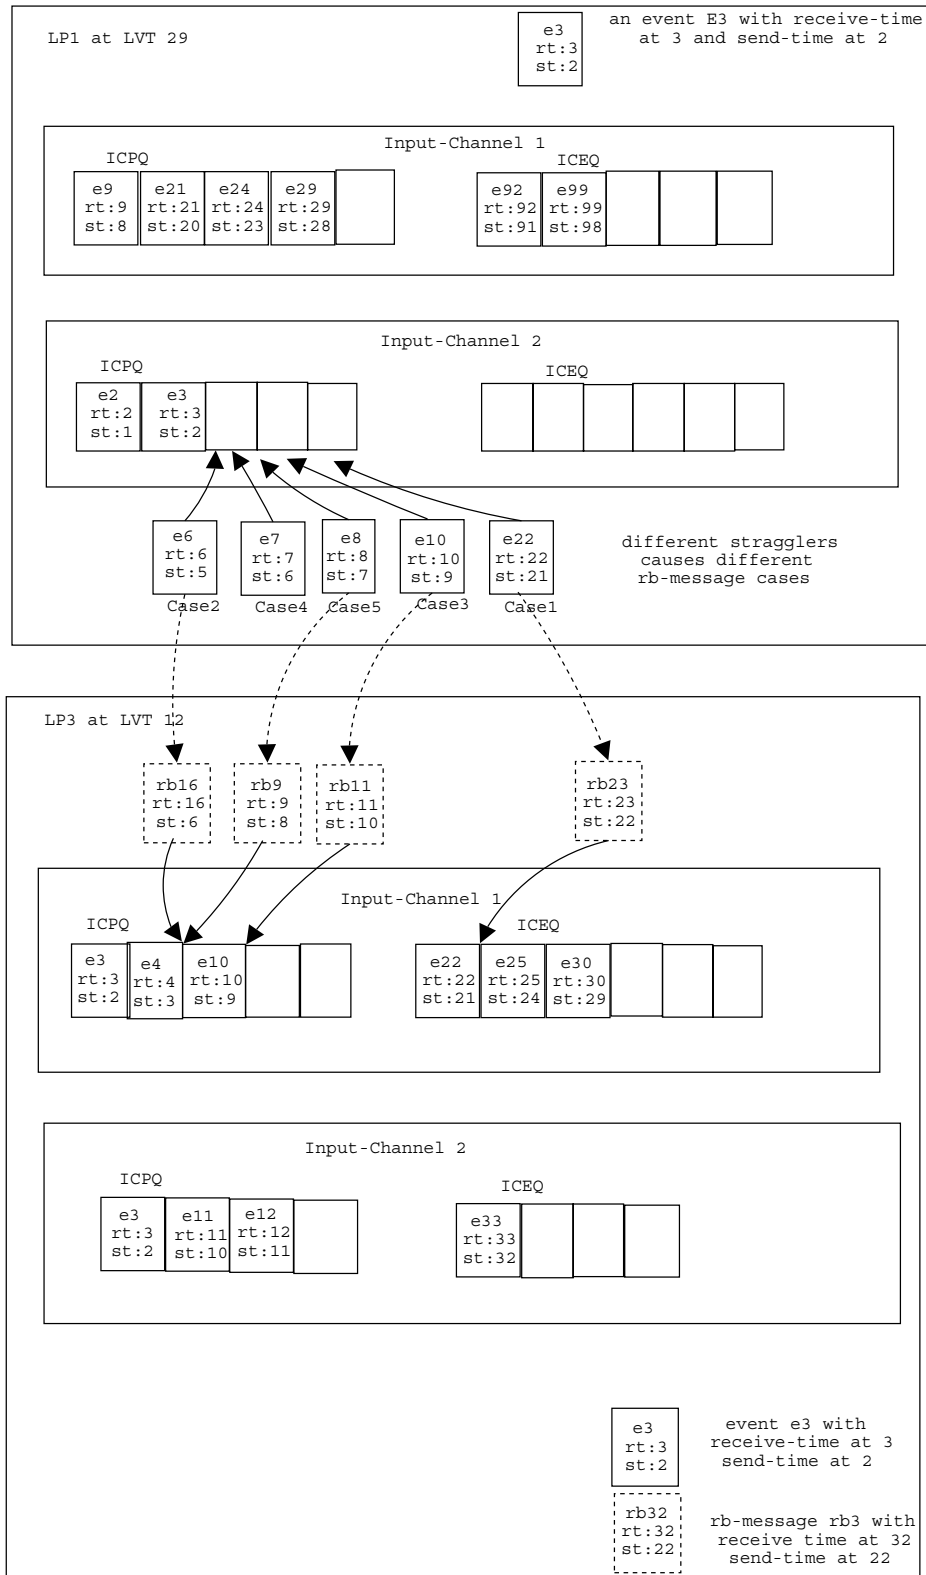 an event E3 with receive-time
at 3 and send-time at 2
LP1 at LVT 29
e3
rt:3
st:2
Input-Channel 1
ICPQ
ICEQ
e9
rt:9
st:8
e21
rt:21
st:20
e24
rt:24
st:23
e29
rt:29
st:28
e92
rt:92
st:91
e99
rt:99
st:98
Input-Channel 2
ICPQ
ICEQ
e2
rt:2
st:1
e3
rt:3
st:2
e6
rt:6
st:5
Case2
e7
rt:7
st:6
Case4
e8
rt:8
st:7
Case5
e10
rt:10
st:9
Case3
e22
rt:22
st:21
Case1
different stragglers
causes different
rb-message cases
LP3 at LVT 12
rb16
rt:16
st:6
rb9
rt:9
st:8
rb11
rt:11
st:10
rb23
rt:23
st:22
Input-Channel 1
ICPQ
ICEQ
e3
rt:3
st:2
e4
rt:4
st:3
e10
rt:10
st:9
e22
rt:22
st:21
e25
rt:25
st:24
e30
rt:30
st:29
Input-Channel 2
ICPQ
ICEQ
e3
rt:3
st:2
e11
rt:11
st:10
e12
rt:12
st:11
e33
rt:33
st:32
e3
rt:3
st:2
event e3 with
receive-time at 3
send-time at 2
rb32
rt:32
st:22
rb-message rb3 with
receive time at 32
send-time at 22